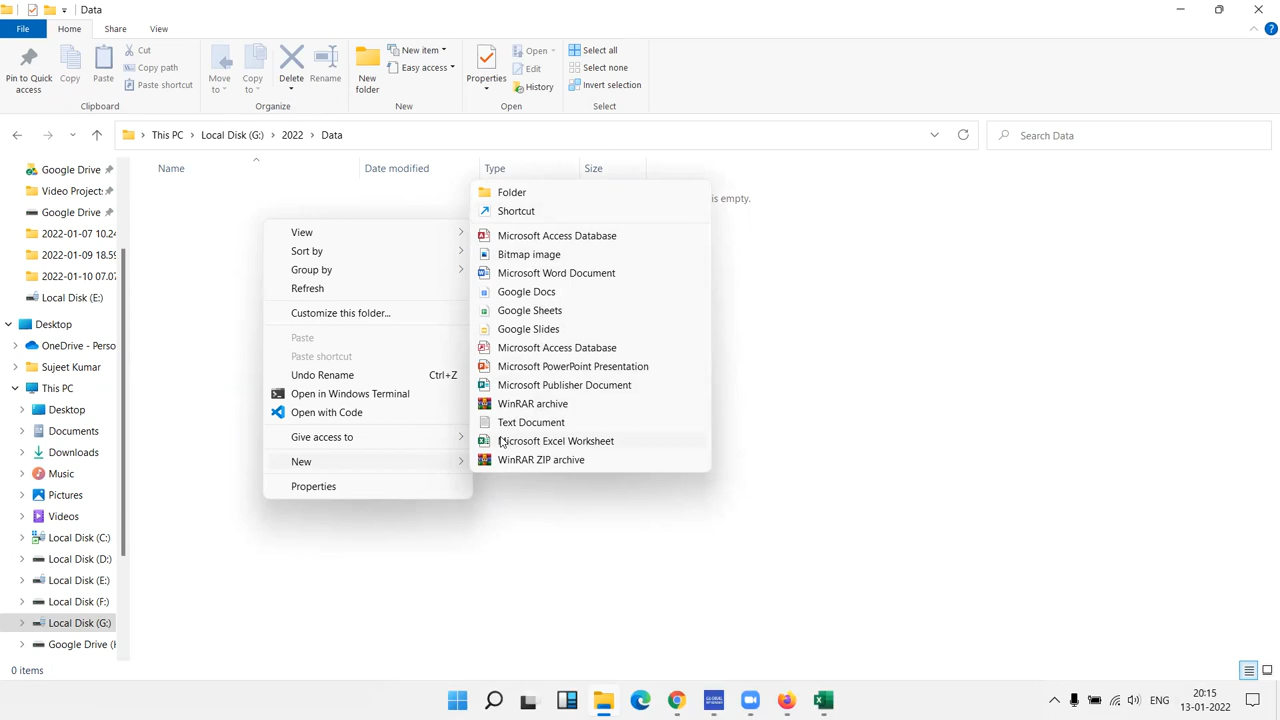 Data
File
Home
Share
View
Pin to Quick access
Copy
Paste
Cut
Copy path
Paste shortcut
Clipboard
Move to
Copy to
Delete
Rename
Organize
New folder
New item
Easy access
New
Properties
Open
Edit
History
Open
Select all
Select none
Invert selection
Select
This PC
Local Disk (G:)
2022
Data
Search Data
Name
Date modified
Type
Size
is empty.
Google Drive
Video Project:
Google Drive
2022-01-07 10.24
2022-01-09 18.59
2022-01-10 07.07
Local Disk (E:)
Desktop
OneDrive - Perso
Sujeet Kumar
This PC
Desktop
Documents
Downloads
Music
Pictures
Videos
Local Disk (C:)
Local Disk (D:)
Local Disk (E:)
Local Disk (F:)
Local Disk (G:)
Google Drive (
View
Sort by
Group by
Refresh
Customize this folder...
Paste
Paste shortcut
Undo Rename Ctrl+Z
Open in Windows Terminal
Open with Code
Give access to
New
Properties
Folder
Shortcut
Microsoft Access Database
Bitmap image
Microsoft Word Document
Google Docs
Google Sheets
Google Slides
Microsoft Access Database
Microsoft PowerPoint Presentation
Microsoft Publisher Document
WinRAR archive
Text Document
Microsoft Excel Worksheet
WinRAR ZIP archive
0 items
GLOBAL
ENG
20:15
13-01-2022